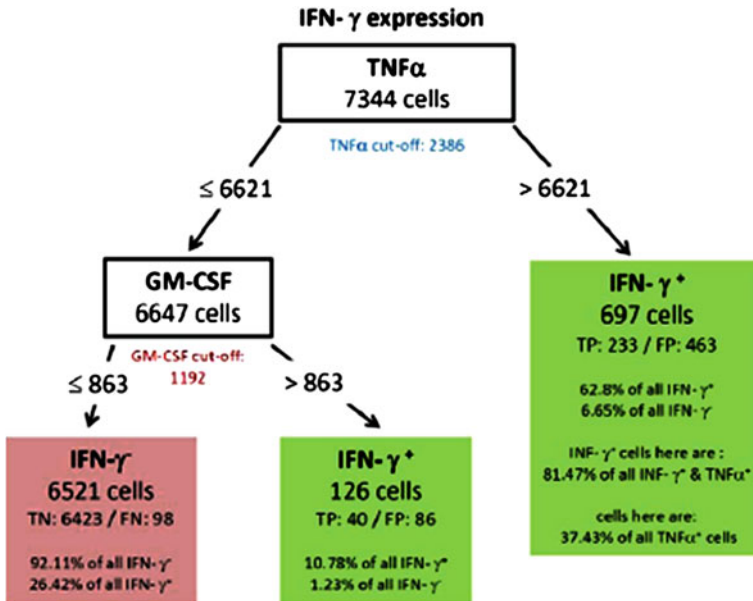 IFN- γ expression
TNFα
7344 cells
TNFα cut-off: 2386
≤ 6621
> 6621
GM-CSF
6647 cells
GM-CSF cut-off:
1192
≤ 863
> 863
IFN- γ⁺
697 cells
TP: 233 / FP: 463
62.8% of all IFN- γ⁺
6.65% of all IFN- γ⁻
INF- γ⁺ cells here are :
81.47% of all INF- γ⁺ & TNFα⁺
cells here are:
37.43% of all TNFα⁺ cells
IFN-γ⁻
6521 cells
TN: 6423 / FN: 98
92.11% of all IFN- γ⁻
26.42% of all IFN- γ⁺
IFN- γ⁺
126 cells
TP: 40 / FP: 86
10.78% of all IFN- γ⁺
1.23% of all IFN- γ⁻